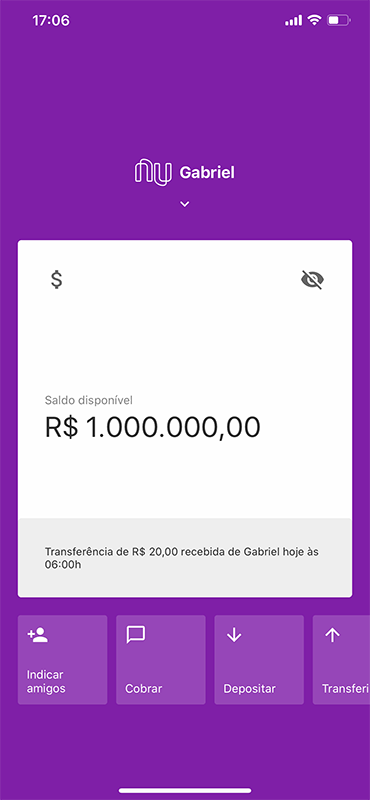 17:06
nu Gabriel
$
Saldo disponível
R$ 1.000.000,00
Transferência de R$ 20,00 recebida de Gabriel hoje às
06:00h
Indicar
amigos
Cobrar
Depositar
Transferi